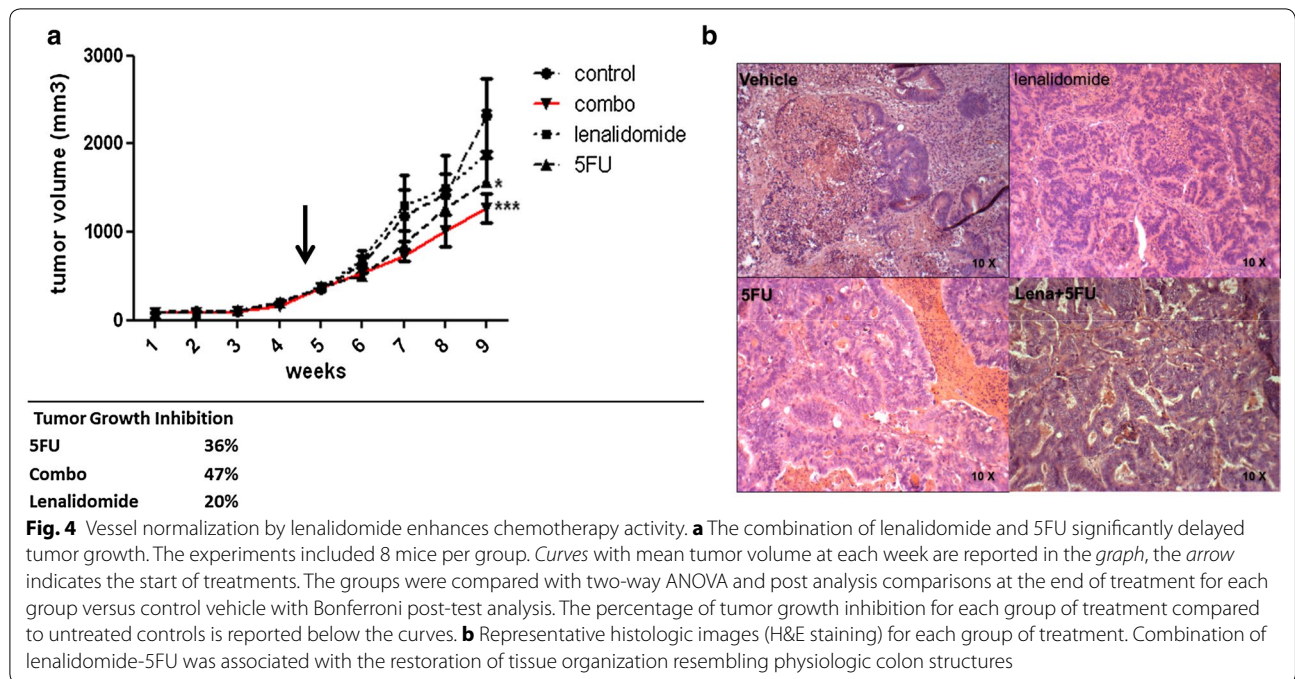 a
3000
2000
1000
0
tumor volume (mm3)
1 2 3 4 5 6 7 8 9
weeks
control
combo
lenalidomide
5FU
*
***
Tumor Growth Inhibition
5FU 36%
Combo 47%
Lenalidomide 20%
b
Vehicle
10 X
lenalidomide
10 X
5FU
10 X
Lena+5FU
10 X
Fig. 4 Vessel normalization by lenalidomide enhances chemotherapy activity. a The combination of lenalidomide and 5FU significantly delayed
tumor growth. The experiments included 8 mice per group. Curves with mean tumor volume at each week are reported in the graph, the arrow
indicates the start of treatments. The groups were compared with two-way ANOVA and post analysis comparisons at the end of treatment for each
group versus control vehicle with Bonferroni post-test analysis. The percentage of tumor growth inhibition for each group of treatment compared
to untreated controls is reported below the curves. b Representative histologic images (H&E staining) for each group of treatment. Combination of
lenalidomide-5FU was associated with the restoration of tissue organization resembling physiologic colon structures